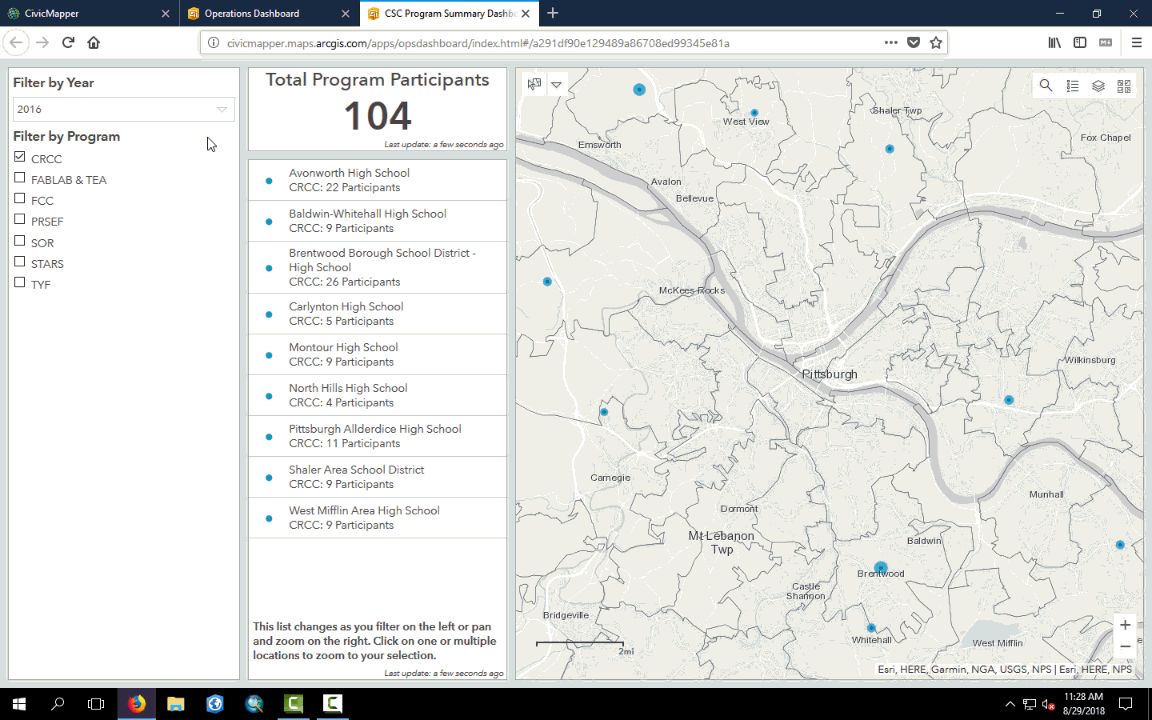 CivicMapper
Operations Dashboard
CSC Program Summary Dashb
civicmapper.maps.arcgis.com/apps/opsdashboard/index.html#/a291df90e129489a86708ed99345e81a
Filter by Year
2016
Filter by Program
CRCC
FABLAB & TEA
FCC
PRSEF
SOR
STARS
TYF
Total Program Participants
104
Last update: a few seconds ago
Avonworth High School
CRCC: 22 Participants
Baldwin-Whitehall High School
CRCC: 9 Participants
Brentwood Borough School District -
High School
CRCC: 26 Participants
Carlynton High School
CRCC: 5 Participants
Montour High School
CRCC: 9 Participants
North Hills High School
CRCC: 4 Participants
Pittsburgh Allderdice High School
CRCC: 11 Participants
Shaler Area School District
CRCC: 9 Participants
West Mifflin Area High School
CRCC: 9 Participants
This list changes as you filter on the left or pan
and zoom on the right. Click on one or multiple
locations to zoom to your selection.
Last update: a few seconds ago
West View
Shaler Twp
Fox Chapel
Emsworth
Avalon
Bellevue
McKees Rocks
Pittsburgh
Wilkinsburg
Carnegie
Munhall
Dormont
Mt Lebanon
Twp
Baldwin
Brentwood
Castle
Shannon
Bridgeville
Whitehall
West Mifflin
2mi
+
−
Esri, HERE, Garmin, NGA, USGS, NPS | Esri, HERE, NPS
11:28 AM
8/29/2018